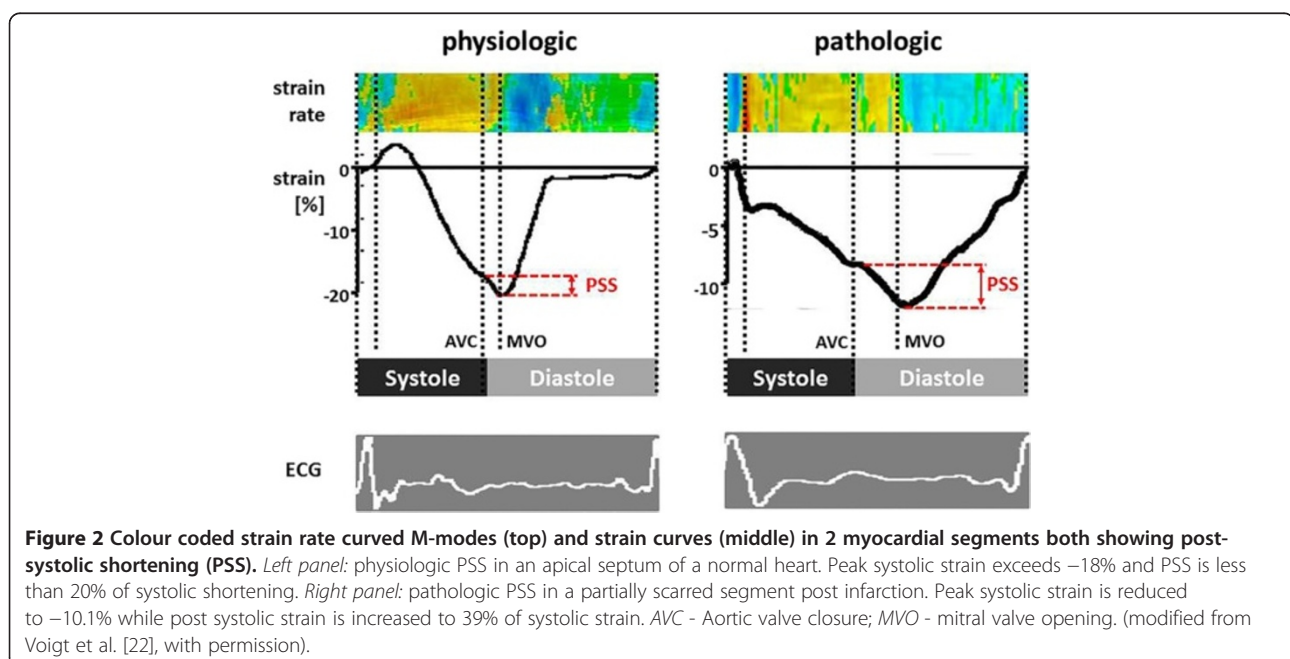 physiologic pathologic
strain
rate
strain
[%]
0
-10
-20
PSS
AVC MVO
Systole Diastole
0
-5
-10
PSS
AVC MVO
Systole Diastole
ECG
Figure 2 Colour coded strain rate curved M-modes (top) and strain curves (middle) in 2 myocardial segments both showing post-
systolic shortening (PSS). Left panel: physiologic PSS in an apical septum of a normal heart. Peak systolic strain exceeds −18% and PSS is less
than 20% of systolic shortening. Right panel: pathologic PSS in a partially scarred segment post infarction. Peak systolic strain is reduced
to −10.1% while post systolic strain is increased to 39% of systolic strain. AVC - Aortic valve closure; MVO - mitral valve opening. (modified from
Voigt et al. [22], with permission).